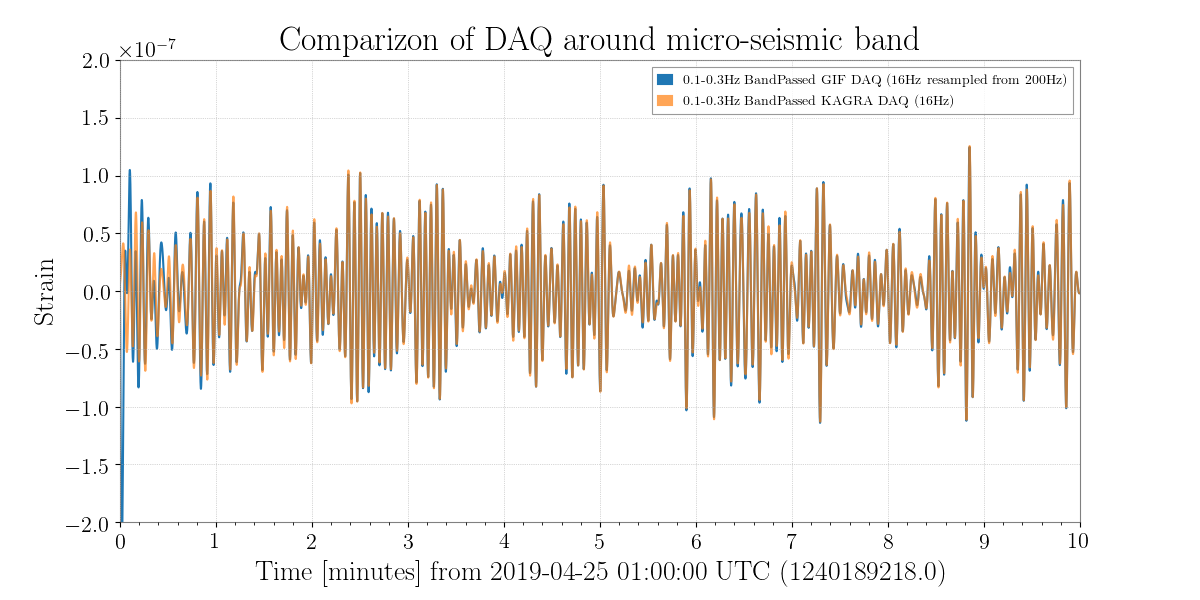 Comparizon of DAQ around micro-seismic band
×10⁻⁷
0.1-0.3Hz BandPassed GIF DAQ (16Hz resampled from 200Hz)
0.1-0.3Hz BandPassed KAGRA DAQ (16Hz)
2.0
1.5
1.0
0.5
0.0
−0.5
−1.0
−1.5
−2.0
Strain
0 1 2 3 4 5 6 7 8 9 10
Time [minutes] from 2019-04-25 01:00:00 UTC (1240189218.0)